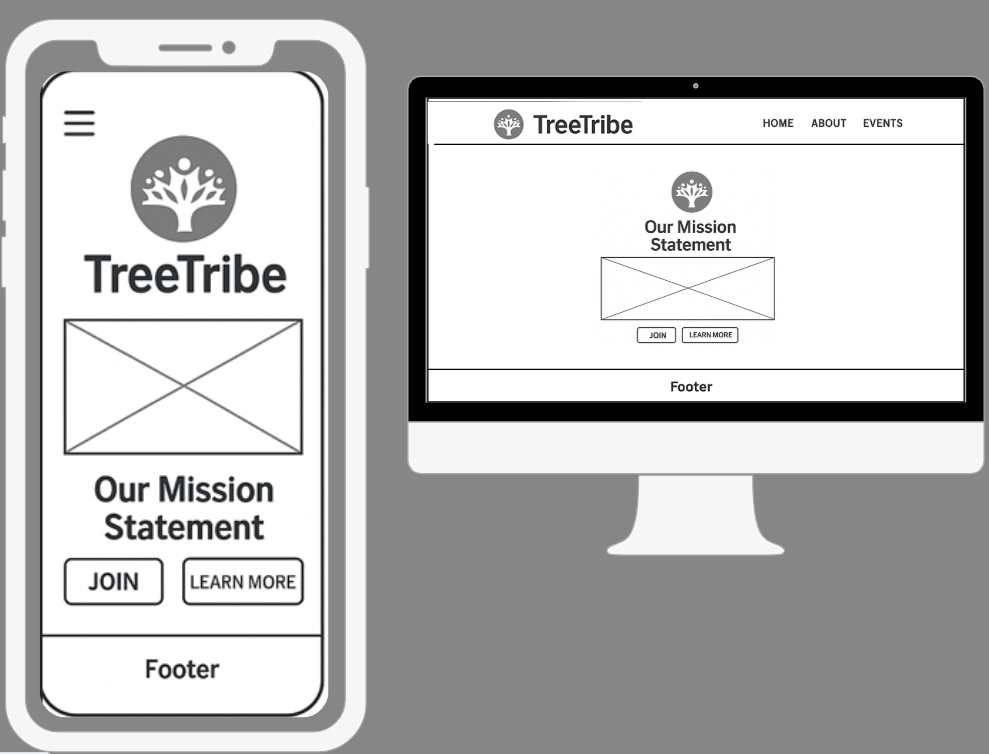 TreeTribe
Our Mission
Statement
JOIN LEARN MORE
Footer
TreeTribe HOME ABOUT EVENTS
Our Mission
Statement
JOIN LEARN MORE
Footer